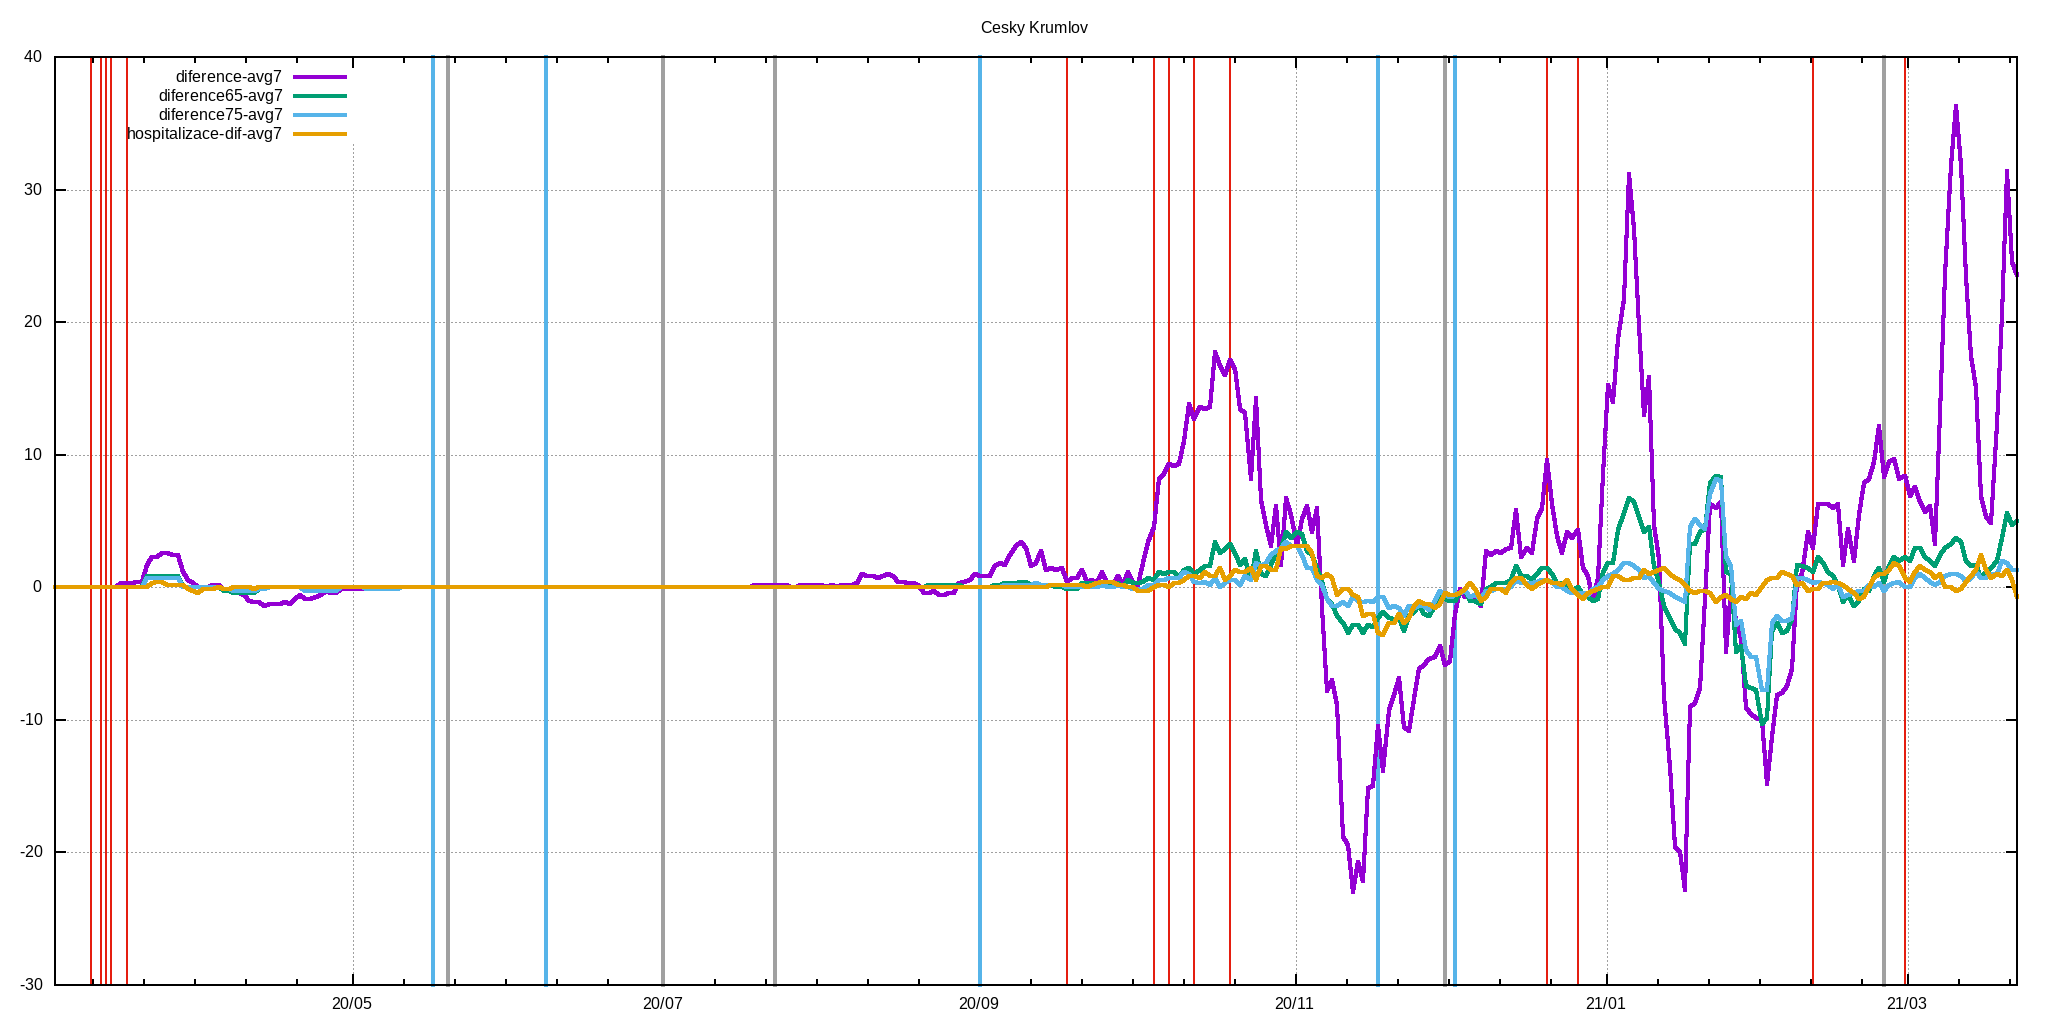 Cesky Krumlov
diference-avg7
diference65-avg7
diference75-avg7
hospitalizace-dif-avg7
40
30
20
10
0
-10
-20
-30
20/05 20/07 20/09 20/11 21/01 21/03